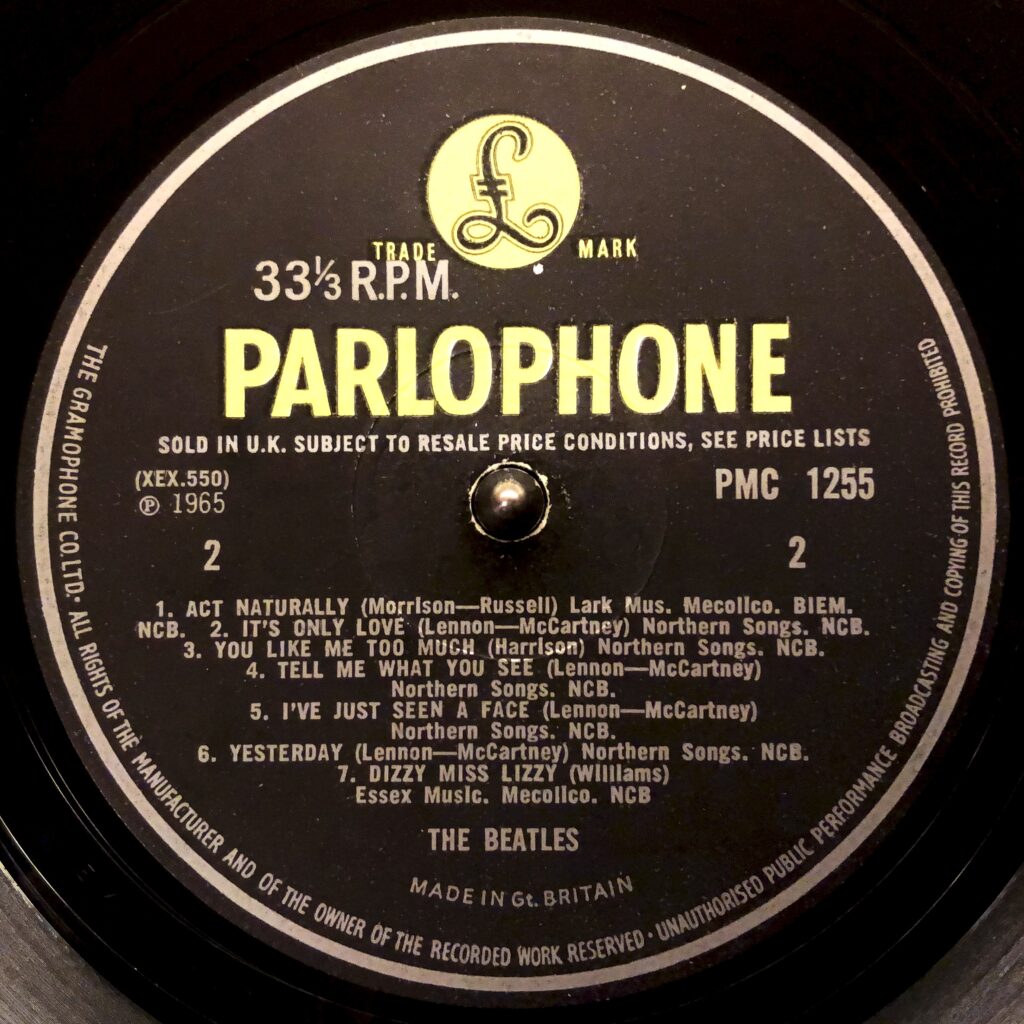 £
TRADE MARK
33⅓ R.P.M.
PARLOPHONE
SOLD IN U.K. SUBJECT TO RESALE PRICE CONDITIONS, SEE PRICE LISTS
(XEX.550) PMC 1255
℗ 1965
2 2
1. ACT NATURALLY (Morrison—Russell) Lark Mus. Mecolico. BIEM.
NCB. 2. IT'S ONLY LOVE (Lennon—McCartney) Northern Songs. NCB.
3. YOU LIKE ME TOO MUCH (Harrison) Northern Songs. NCB.
4. TELL ME WHAT YOU SEE (Lennon—McCartney)
Northern Songs. NCB.
5. I'VE JUST SEEN A FACE (Lennon—McCartney)
Northern Songs. NCB.
6. YESTERDAY (Lennon—McCartney) Northern Songs. NCB.
7. DIZZY MISS LIZZY (Williams)
Essex Music. Mecolico. NCB
THE BEATLES
MADE IN Gt. BRITAIN
THE GRAMOPHONE CO. LTD. · ALL RIGHTS OF THE MANUFACTURER AND OF THE OWNER OF THE RECORDED WORK RESERVED · UNAUTHORISED PUBLIC PERFORMANCE BROADCASTING AND COPYING OF THIS RECORD PROHIBITED.